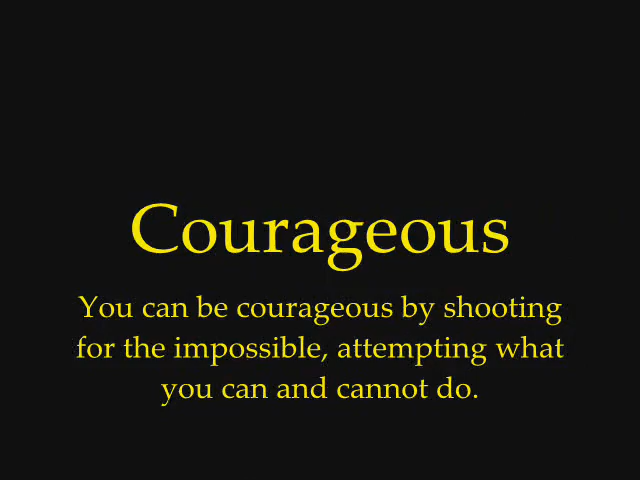 Courageous
You can be courageous by shooting
for the impossible, attempting what
you can and cannot do.